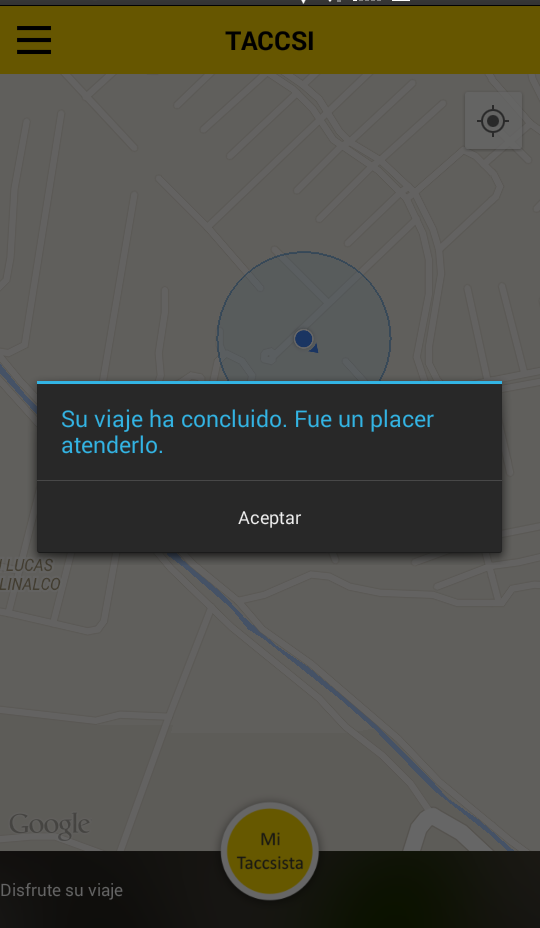 TACCSI
Su viaje ha concluido. Fue un placer
atenderlo.
Aceptar
LUCAS
LINALCO
Google
Mi
Taccsista
Disfrute su viaje